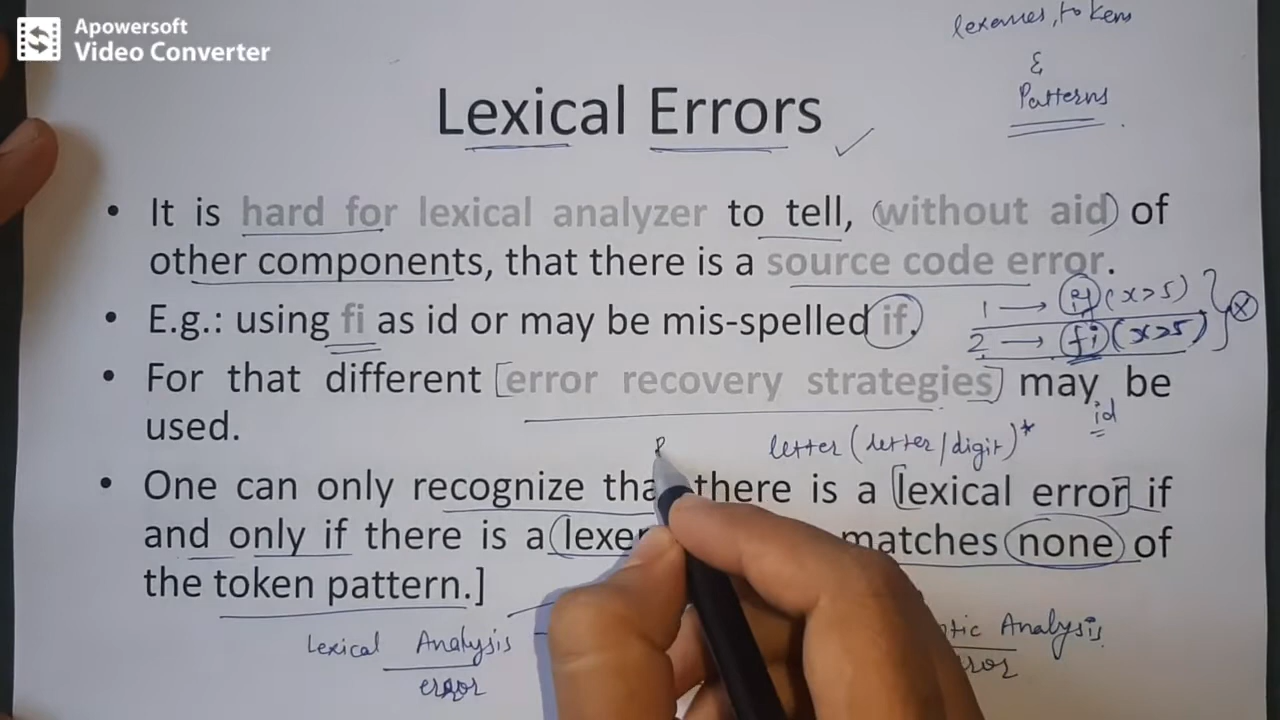 Apowersoft
Video Converter
lexemes, tokens
&
Patterns
Lexical Errors
• It is hard for lexical analyzer to tell, (without aid) of
other components, that there is a source code error.
1 → if (x>5)
• E.g.: using fi as id or may be mis-spelled if,
2 → fi (x>5)
• For that different [error recovery strategies] may be
used.
id
letter (letter/digit)*
• One can only recognize tha there is a [lexical error] if
and only if there is a (lexe matches none of
the token pattern.]
Lexical Analysis
error
tic Analysis